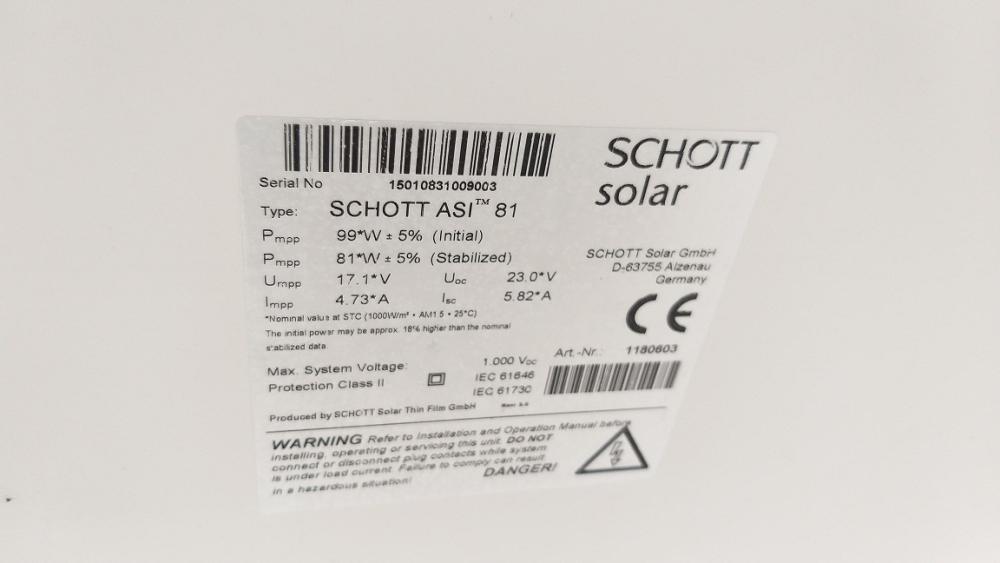 SCHOTT
solar
Serial No 15010831009003
Type: SCHOTT ASI™ 81
Pmpp 99*W ± 5% (Initial)
Pmpp 81*W ± 5% (Stabilized)
Umpp 17.1*V Uoc 23.0*V
Impp 4.73*A Isc 5.82*A
*Nominal value at STC (1000W/m² • AM1.5 • 25°C)
The initial power may be approx. 18% higher than the nominal
stabilized data.
SCHOTT Solar GmbH
D-63755 Alzenau
Germany
CE
Max. System Voltage: 1.000 VDC
Protection Class II IEC 61646
IEC 61730
Art.-Nr.: 1180603
Produced by SCHOTT Solar Thin Film GmbH
WARNING Refer to Installation and Operation Manual before
installing, operating or servicing this unit. DO NOT
connect or disconnect plug contacts while system
is under load current. Failure to comply can result
in a hazardous situation!
DANGER!